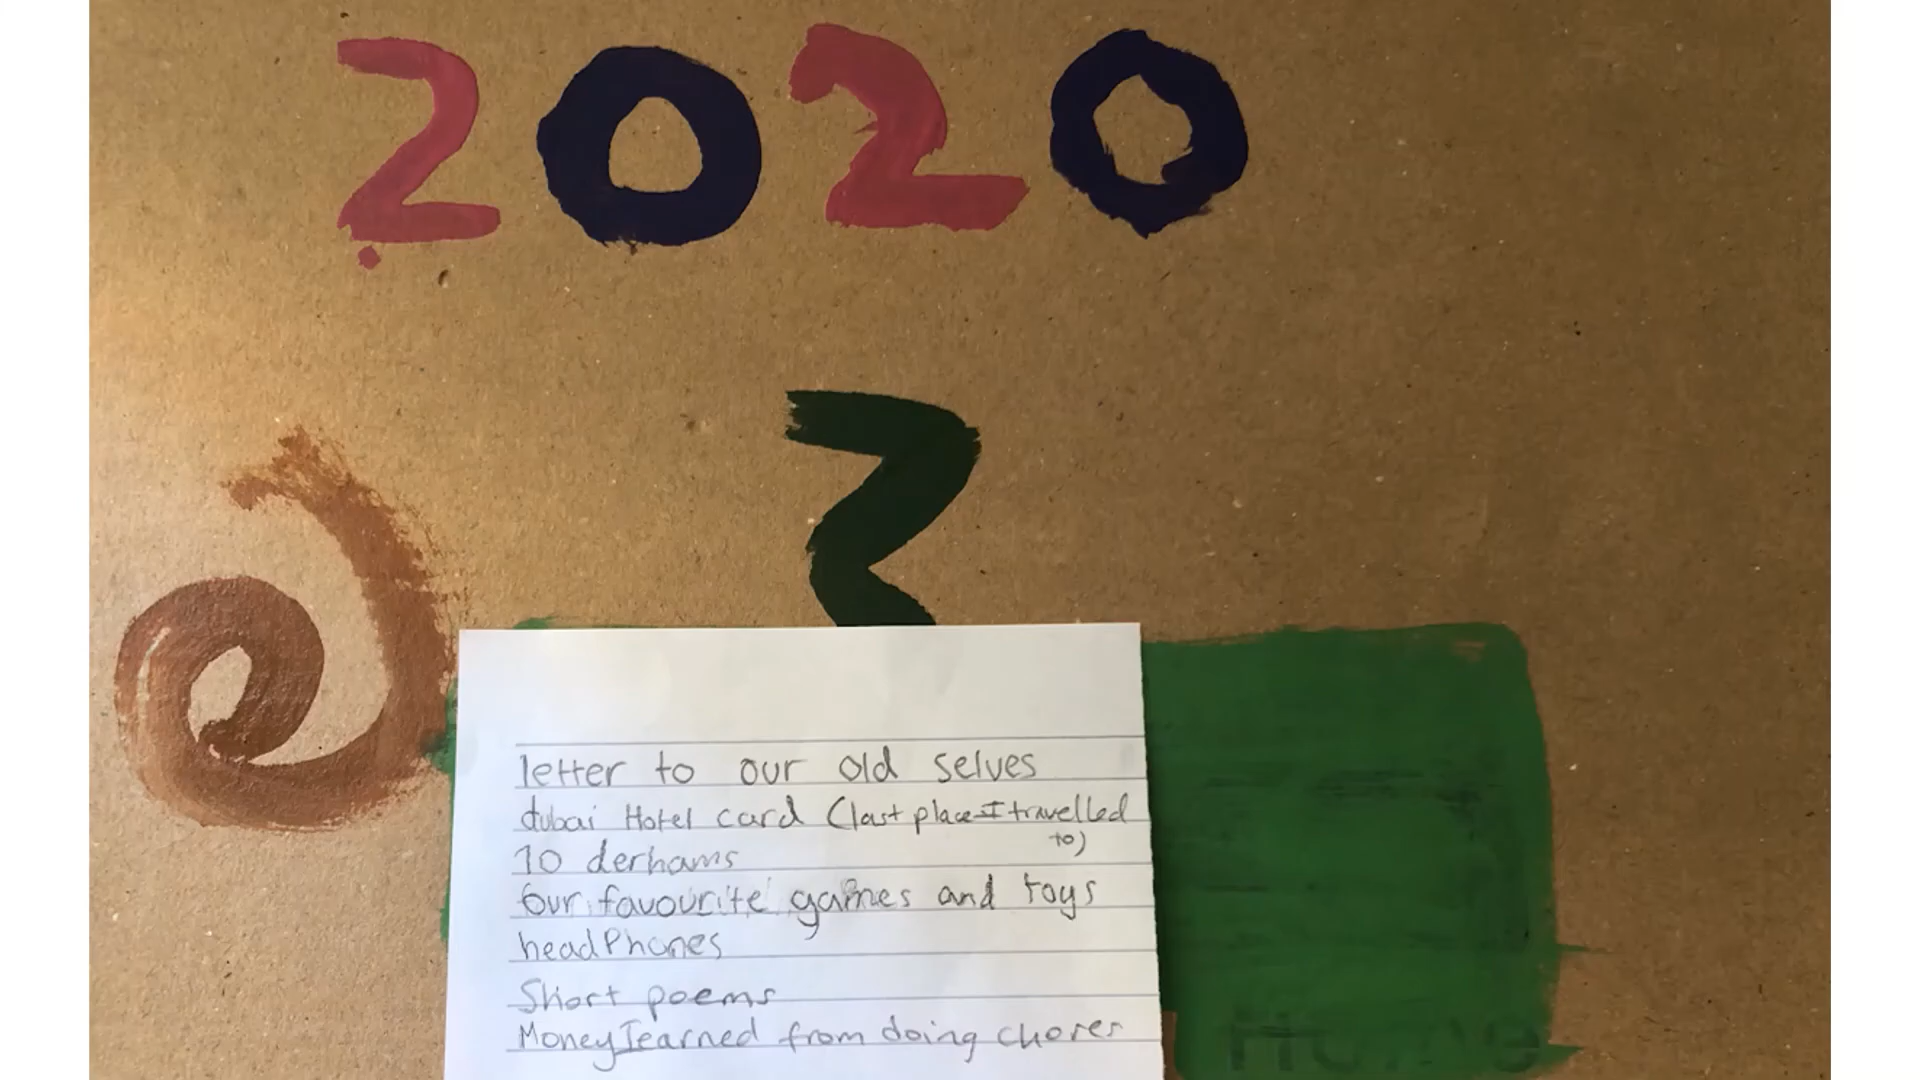 2020
letter to our old selves
dubai Hotel card (last place I travelled
to)
10 derhams
Our favourite games and toys
headPhones
Short poems
Money I earned from doing chores